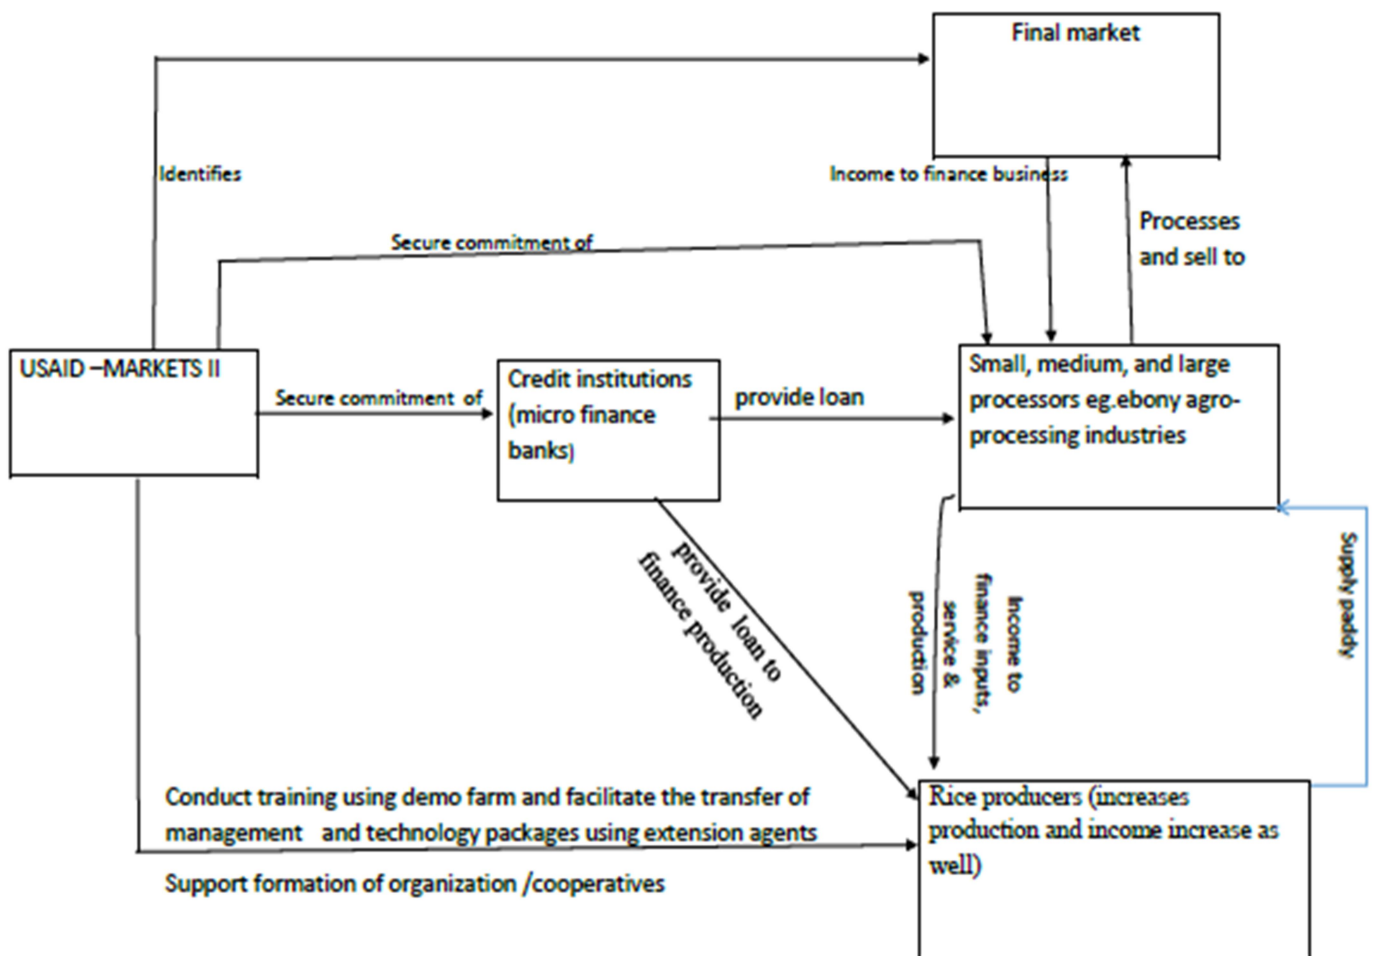 Final market
Identifies
Income to finance business
Processes
and sell to
Secure commitment of
USAID –MARKETS II
Secure commitment of
Credit institutions
(micro finance
banks)
provide loan
Small, medium, and large
processors eg.ebony agro-
processing industries
provide loan to
finance production
Income to
finance inputs,
service &
production
Supply paddy
Conduct training using demo farm and facilitate the transfer of
management and technology packages using extension agents
Support formation of organization /cooperatives
Rice producers (increases
production and income increase as
well)